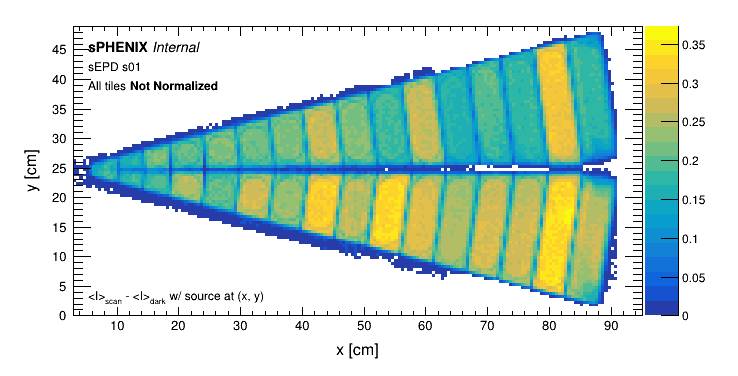 sPHENIX Internal
sEPD s01
All tiles Not Normalized
<I>scan - <I>dark w/ source at (x, y)
y [cm]
45
40
35
30
25
20
15
10
5
0
10 20 30 40 50 60 70 80 90
x [cm]
0.35
0.3
0.25
0.2
0.15
0.1
0.05
0